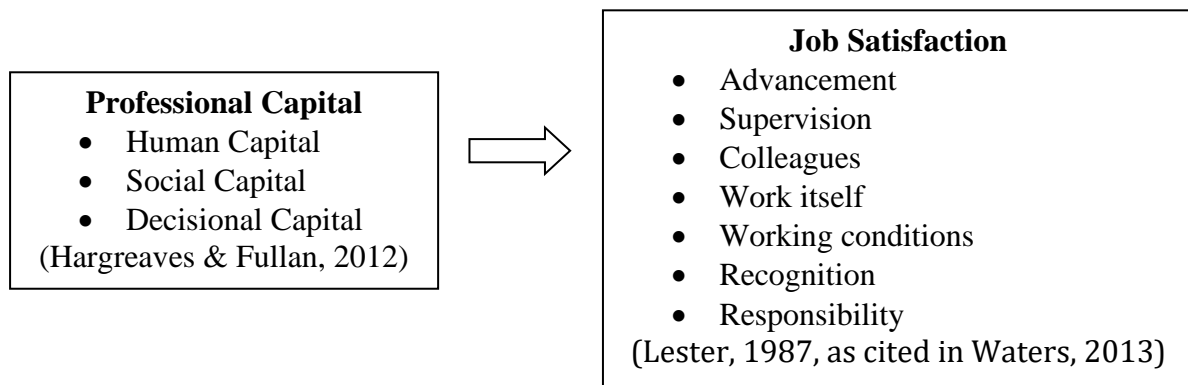 Professional Capital
• Human Capital
• Social Capital
• Decisional Capital
(Hargreaves & Fullan, 2012)
Job Satisfaction
• Advancement
• Supervision
• Colleagues
• Work itself
• Working conditions
• Recognition
• Responsibility
(Lester, 1987, as cited in Waters, 2013)